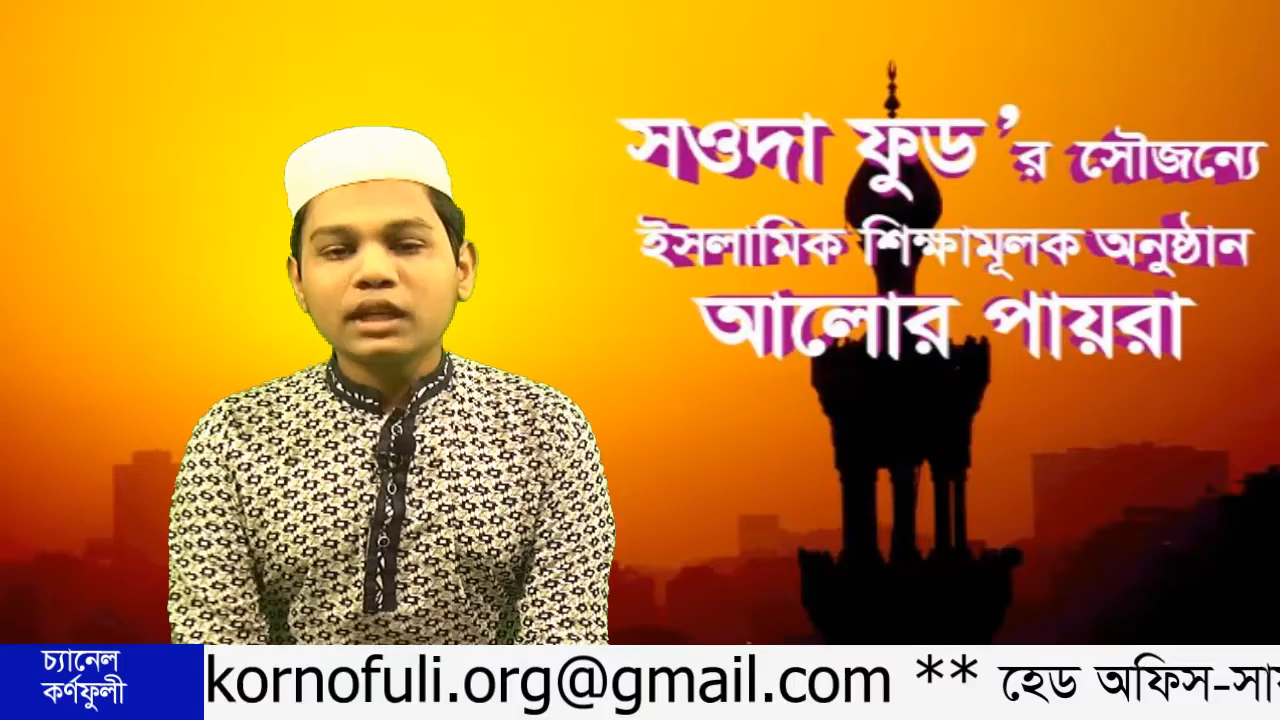 সওদা ফুড’র সৌজন্যে
ইসলামিক শিক্ষামূলক অনুষ্ঠান
আলোর পায়রা
চ্যানেল
কর্ণফুলী
kornofuli.org@gmail.com ** হেড অফিস-